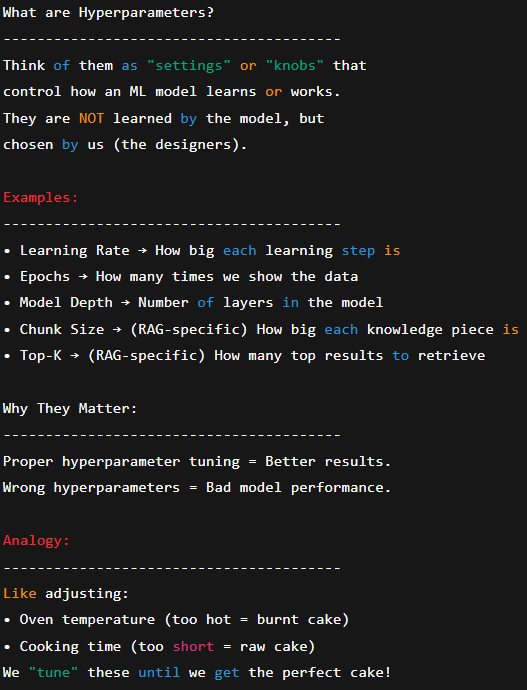 What are Hyperparameters?
----------------------------------------
Think of them as "settings" or "knobs" that
control how an ML model learns or works.
They are NOT learned by the model, but
chosen by us (the designers).
Examples:
----------------------------------------
• Learning Rate → How big each learning step is
• Epochs → How many times we show the data
• Model Depth → Number of layers in the model
• Chunk Size → (RAG-specific) How big each knowledge piece is
• Top-K → (RAG-specific) How many top results to retrieve
Why They Matter:
----------------------------------------
Proper hyperparameter tuning = Better results.
Wrong hyperparameters = Bad model performance.
Analogy:
----------------------------------------
Like adjusting:
• Oven temperature (too hot = burnt cake)
• Cooking time (too short = raw cake)
We "tune" these until we get the perfect cake!